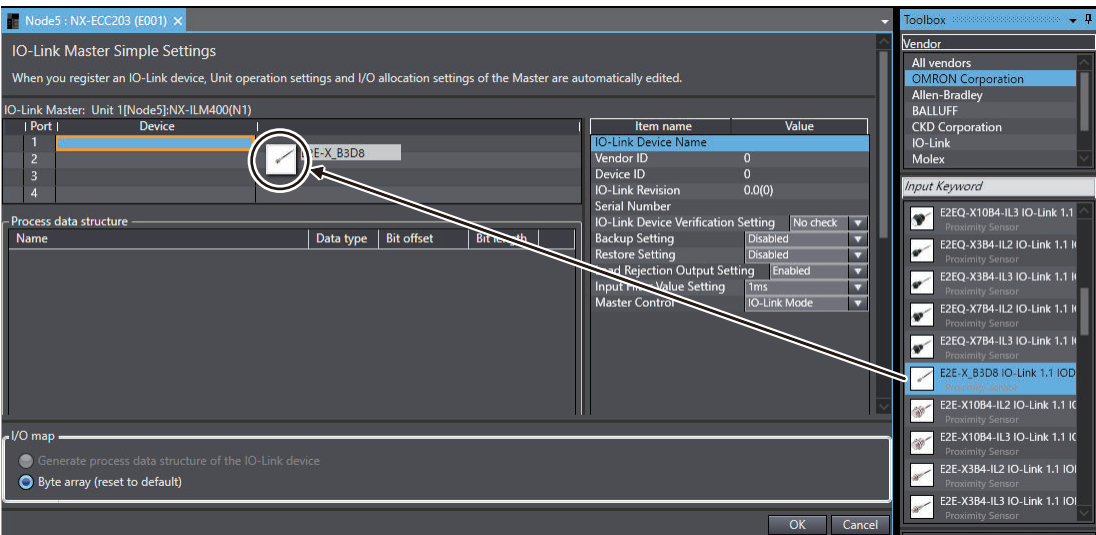 Node5 : NX-ECC203 (E001)
IO-Link Master Simple Settings
When you register an IO-Link device, Unit operation settings and I/O allocation settings of the Master are automatically edited.
IO-Link Master: Unit 1[Node5]:NX-ILM400(N1)
Port Device
1
2
3
4
E2E-X_B3D8
Process data structure
Name Data type Bit offset Bit length
Item name Value
IO-Link Device Name
Vendor ID 0
Device ID 0
IO-Link Revision 0.0(0)
Serial Number
IO-Link Device Verification Setting No check
Backup Setting Disabled
Restore Setting Disabled
Rejection Output Setting Enabled
Input Value Setting 1ms
Master Control IO-Link Mode
I/O map
Generate process data structure of the IO-Link device
Byte array (reset to default)
OK Cancel
Toolbox
Vendor
All vendors
OMRON Corporation
Allen-Bradley
BALLUFF
CKD Corporation
IO-Link
Molex
Input Keyword
E2EQ-X10B4-IL3 IO-Link 1.1
Proximity Sensor
E2EQ-X3B4-IL2 IO-Link 1.1
Proximity Sensor
E2EQ-X3B4-IL3 IO-Link 1.1
Proximity Sensor
E2EQ-X7B4-IL2 IO-Link 1.1
Proximity Sensor
E2EQ-X7B4-IL3 IO-Link 1.1
Proximity Sensor
E2E-X_B3D8 IO-Link 1.1 IOD
Proximity Sensor
E2E-X10B4-IL2 IO-Link 1.1
Proximity Sensor
E2E-X10B4-IL3 IO-Link 1.1
Proximity Sensor
E2E-X3B4-IL2 IO-Link 1.1
Proximity Sensor
E2E-X3B4-IL3 IO-Link 1.1
Proximity Sensor